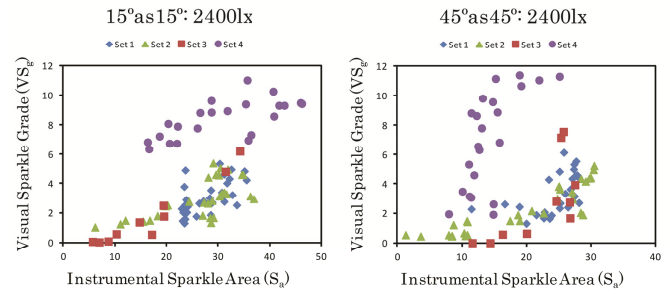 15°as15°: 2400lx
Set 1 Set 2 Set 3 Set 4
Visual Sparkle Grade (VSg)
12
10
8
6
4
2
0
0 10 20 30 40 50
Instrumental Sparkle Area (Sa)
45°as45°: 2400lx
Set 1 Set 2 Set 3 Set 4
Visual Sparkle Grade (VSg)
12
10
8
6
4
2
0
0 10 20 30 40
Instrumental Sparkle Area (Sa)